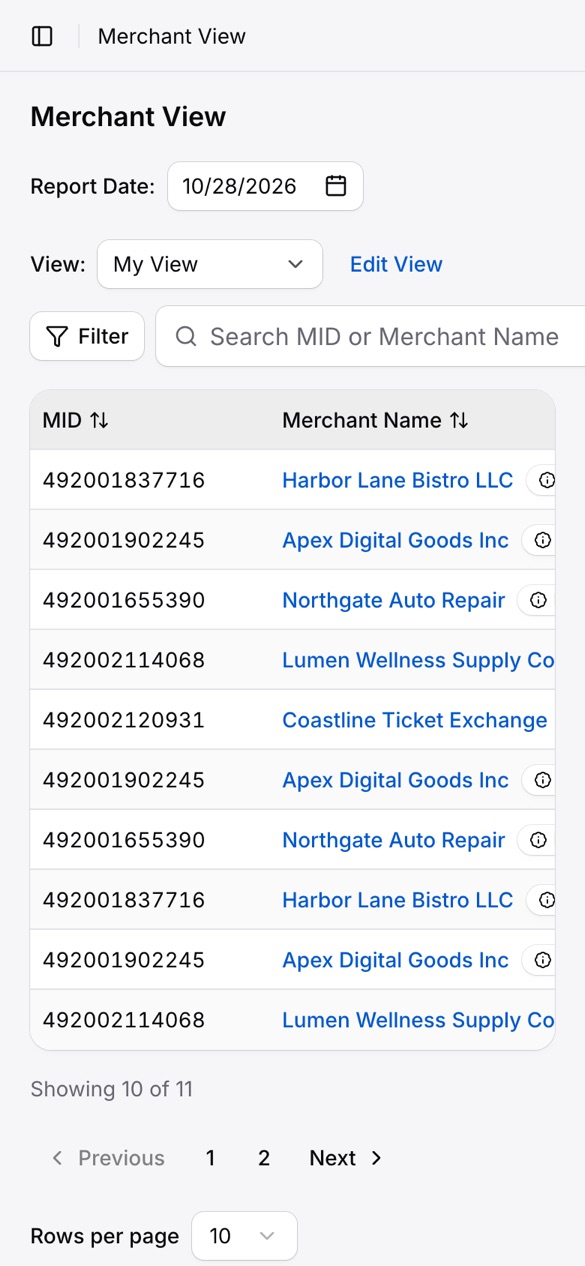 Merchant View
Merchant View
Report Date: 10/28/2026
View: My View Edit View
Filter Search MID or Merchant Name
MID Merchant Name
492001837716 Harbor Lane Bistro LLC
492001902245 Apex Digital Goods Inc
492001655390 Northgate Auto Repair
492002114068 Lumen Wellness Supply Co
492002120931 Coastline Ticket Exchange
492001902245 Apex Digital Goods Inc
492001655390 Northgate Auto Repair
492001837716 Harbor Lane Bistro LLC
492001902245 Apex Digital Goods Inc
492002114068 Lumen Wellness Supply Co
Showing 10 of 11
Previous 1 2 Next
Rows per page 10